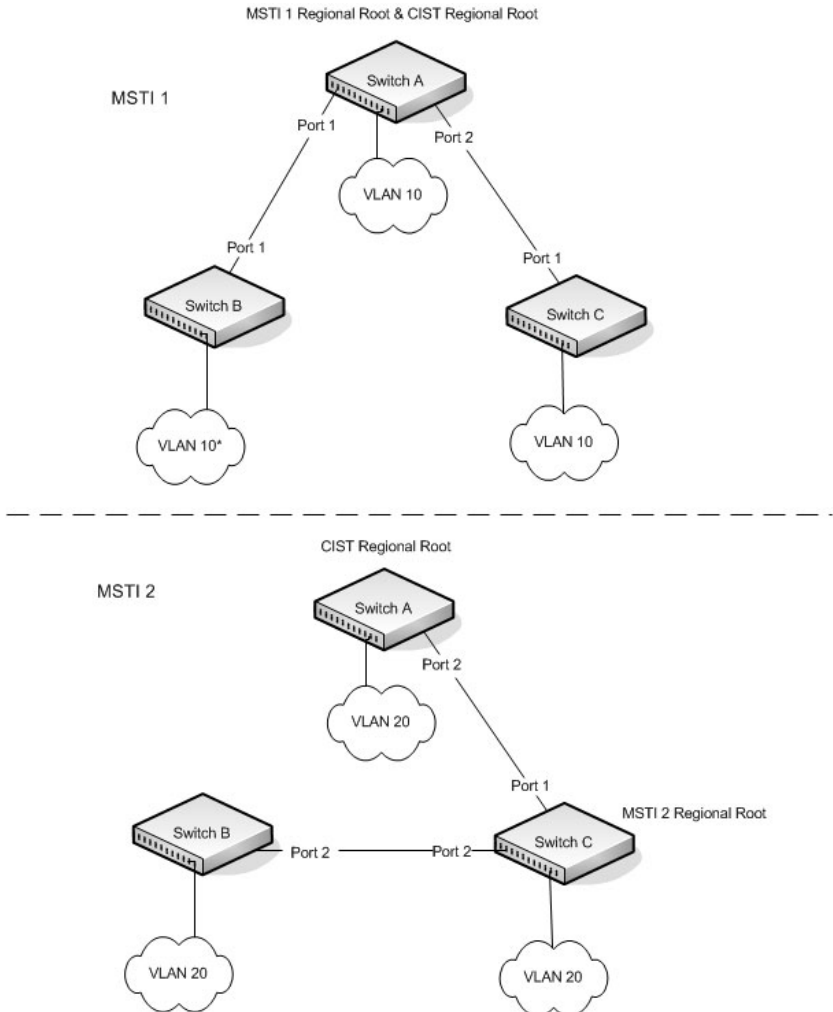 MSTI 1 Regional Root & CIST Regional Root
Switch A
MSTI 1
Port 1
Port 2
VLAN 10
Port 1
Port 1
Switch B
Switch C
VLAN 10*
VLAN 10
CIST Regional Root
MSTI 2
Switch A
Port 2
VLAN 20
Port 1
MSTI 2 Regional Root
Switch B
Switch C
Port 2
Port 2
VLAN 20
VLAN 20